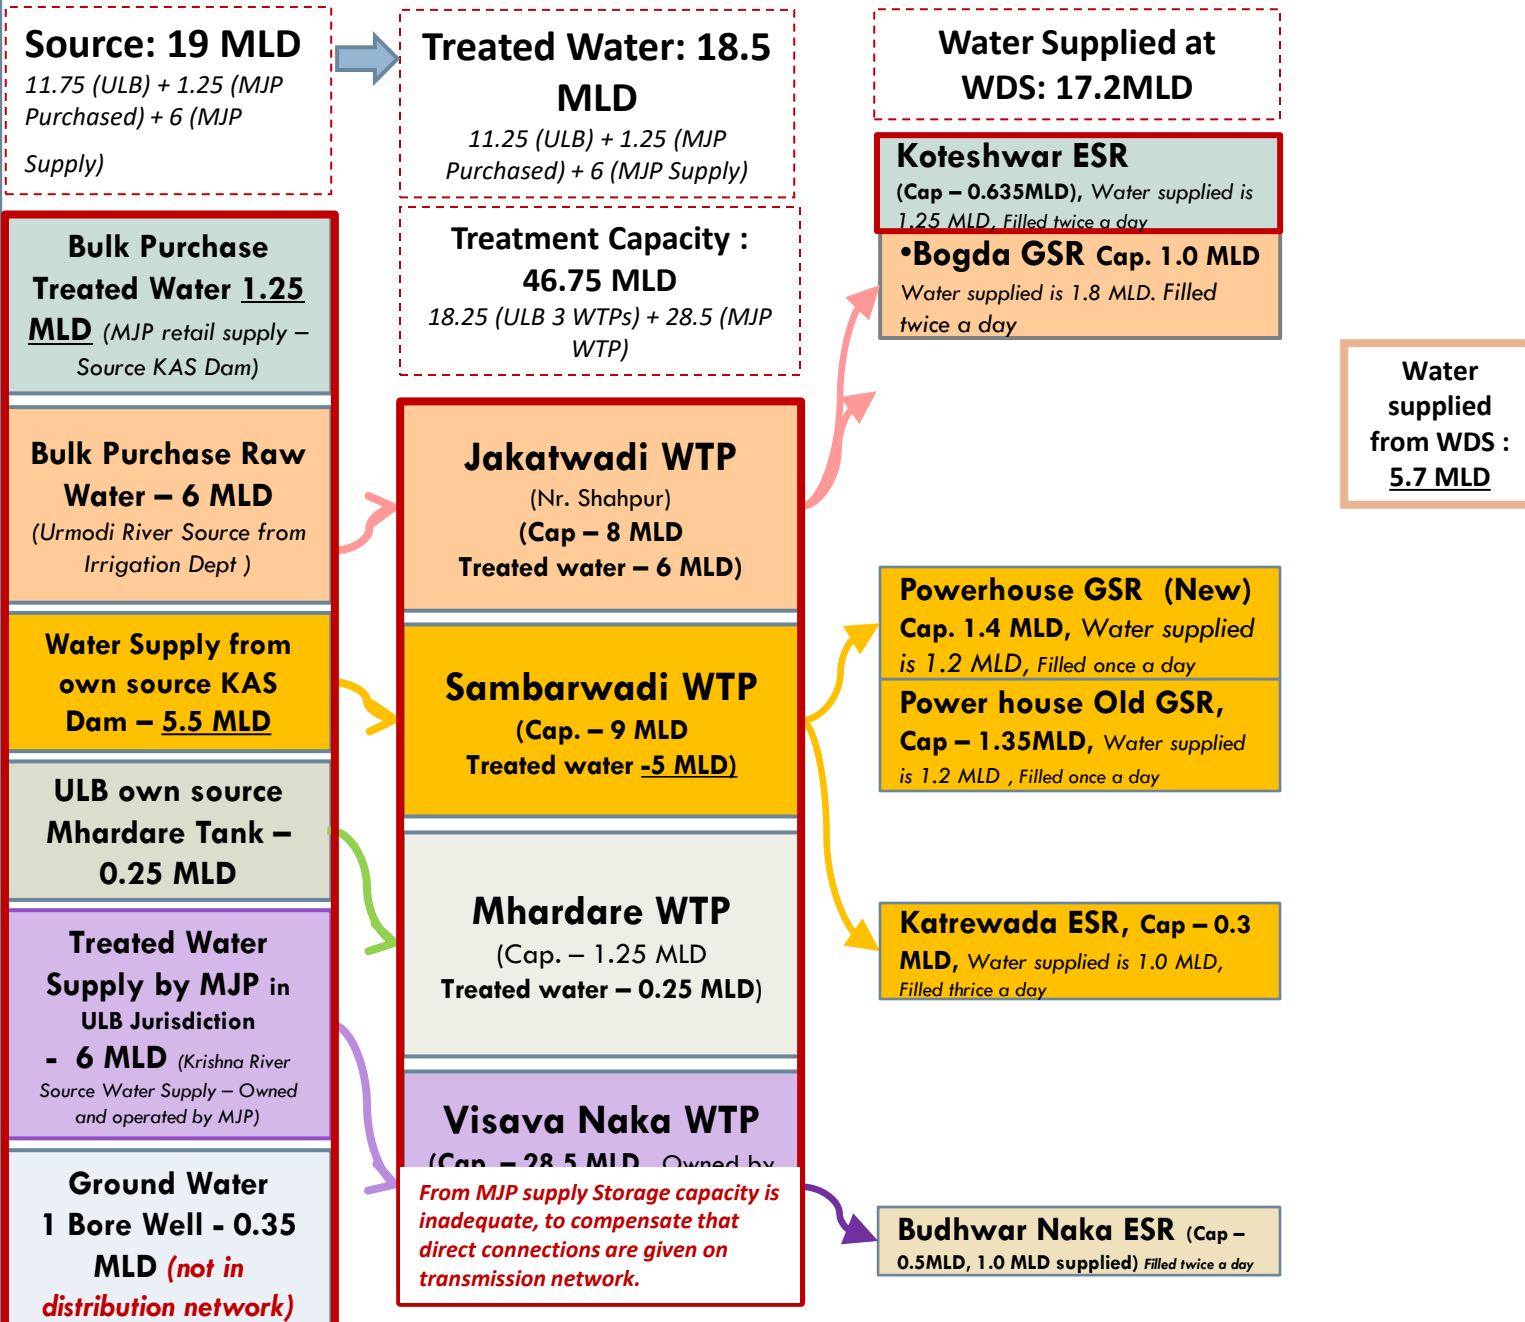 Source: 19 MLD
11.75 (ULB) + 1.25 (MJP
Purchased) + 6 (MJP
Supply)
Treated Water: 18.5
MLD
11.25 (ULB) + 1.25 (MJP
Purchased) + 6 (MJP Supply)
Water Supplied at
WDS: 17.2MLD
Treatment Capacity :
46.75 MLD
18.25 (ULB 3 WTPs) + 28.5 (MJP
WTP)
Bulk Purchase
Treated Water 1.25
MLD (MJP retail supply –
Source KAS Dam)
Bulk Purchase Raw
Water – 6 MLD
(Urmodi River Source from
Irrigation Dept )
Water Supply from
own source KAS
Dam – 5.5 MLD
ULB own source
Mhardare Tank –
0.25 MLD
Treated Water
Supply by MJP in
ULB Jurisdiction
- 6 MLD (Krishna River
Source Water Supply – Owned
and operated by MJP)
Ground Water
1 Bore Well - 0.35
MLD (not in
distribution network)
Jakatwadi WTP
(Nr. Shahpur)
(Cap – 8 MLD
Treated water – 6 MLD)
Sambarwadi WTP
(Cap. – 9 MLD
Treated water -5 MLD)
Mhardare WTP
(Cap. – 1.25 MLD
Treated water – 0.25 MLD)
Visava Naka WTP
(Cap. – 28.5 MLD Owned by
From MJP supply Storage capacity is
inadequate, to compensate that
direct connections are given on
transmission network.
Koteshwar ESR
(Cap – 0.635MLD), Water supplied is
1.25 MLD, Filled twice a day
•Bogda GSR Cap. 1.0 MLD
Water supplied is 1.8 MLD. Filled
twice a day
Powerhouse GSR (New)
Cap. 1.4 MLD, Water supplied
is 1.2 MLD, Filled once a day
Power house Old GSR,
Cap – 1.35MLD, Water supplied
is 1.2 MLD , Filled once a day
Katrewada ESR, Cap – 0.3
MLD, Water supplied is 1.0 MLD,
Filled thrice a day
Budhwar Naka ESR (Cap –
0.5MLD, 1.0 MLD supplied) Filled twice a day
Water
supplied
from WDS :
5.7 MLD